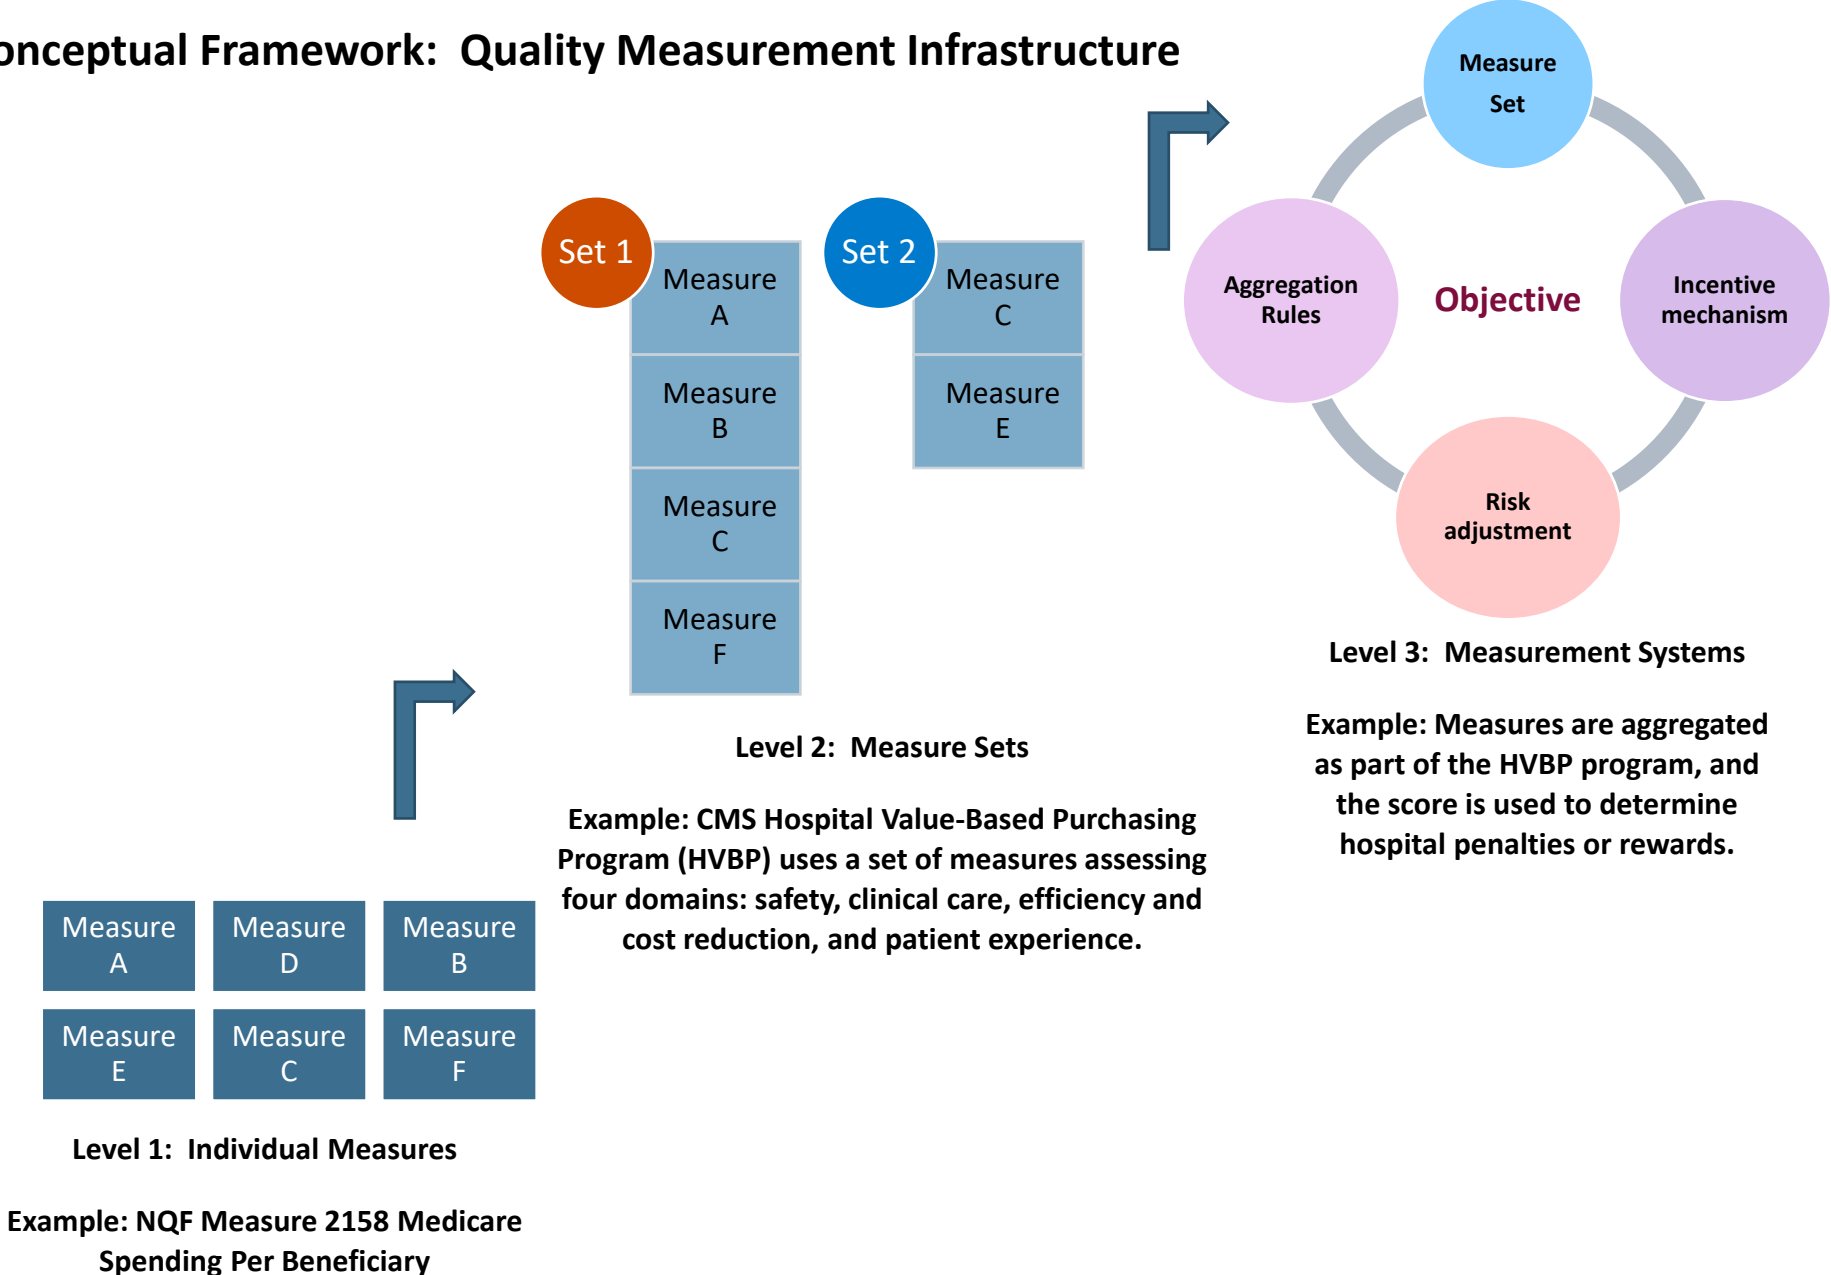 onceptual Framework:  Quality Measurement Infrastructure
Measure
Set
Aggregation
Rules
Objective
Incentive
mechanism
Risk
adjustment
Level 3:  Measurement Systems
Example: Measures are aggregated
as part of the HVBP program, and
the score is used to determine
hospital penalties or rewards.
Set 1
Measure
A
Measure
B
Measure
C
Measure
F
Set 2
Measure
C
Measure
E
Level 2:  Measure Sets
Example: CMS Hospital Value-Based Purchasing
Program (HVBP) uses a set of measures assessing
four domains: safety, clinical care, efficiency and
cost reduction, and patient experience.
Measure
A
Measure
D
Measure
B
Measure
E
Measure
C
Measure
F
Level 1:  Individual Measures
Example: NQF Measure 2158 Medicare
Spending Per Beneficiary